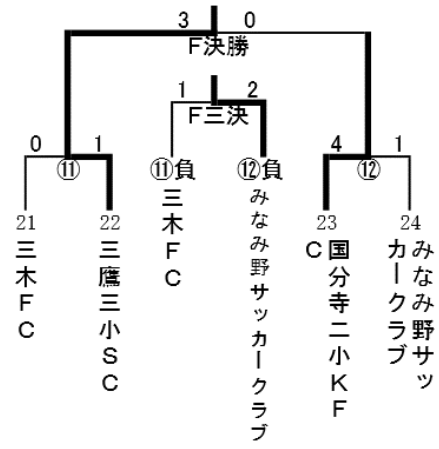 3 0
F決勝
1 2
F三決
0 1 4 1
⑪ ⑪負 ⑫負 ⑫
21 22 23 24
三木FC
三鷹三小SC
三木FC
みなみ野サッカークラブ
国分寺二小KF
C
みなみ野サッ
カークラブ